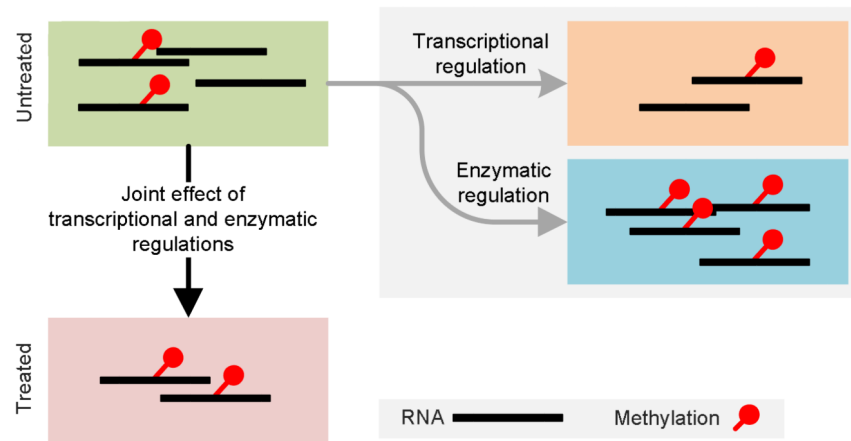 Untreated
Transcriptional
regulation
Enzymatic
regulation
Joint effect of
transcriptional and enzymatic
regulations
Treated
RNA
Methylation